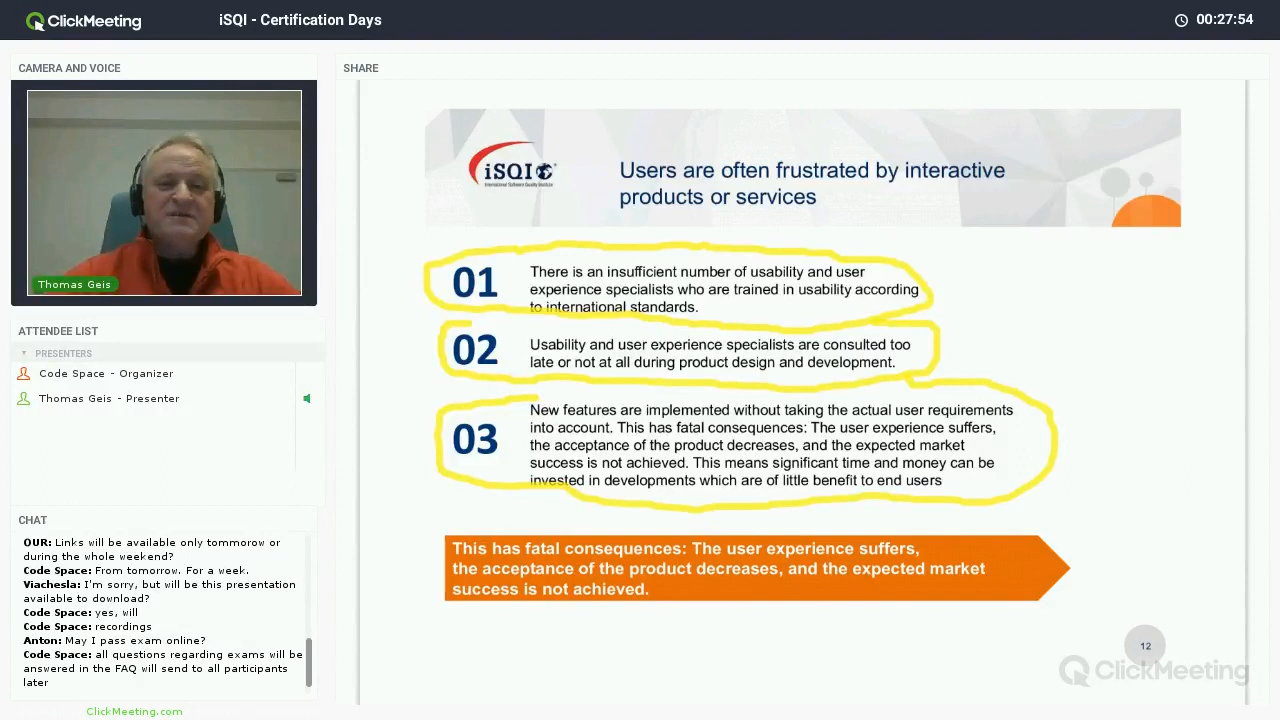 ClickMeeting
iSQI - Certification Days
00:27:54
CAMERA AND VOICE
Thomas Geis
ATTENDEE LIST
PRESENTERS
Code Space - Organizer
Thomas Geis - Presenter
CHAT
OUR: Links will be available only tommorow or
during the whole weekend?
Code Space: From tomorrow. For a week.
Viachesla: I'm sorry, but will be this presentation
available to download?
Code Space: yes, will
Code Space: recordings
Anton: May I pass exam online?
Code Space: all questions regarding exams will be
answered in the FAQ will send to all participants
later
ClickMeeting.com
SHARE
iSQI
International Software Quality Institute
Users are often frustrated by interactive
products or services
01
There is an insufficient number of usability and user
experience specialists who are trained in usability according
to international standards.
02
Usability and user experience specialists are consulted too
late or not at all during product design and development.
03
New features are implemented without taking the actual user requirements
into account. This has fatal consequences: The user experience suffers,
the acceptance of the product decreases, and the expected market
success is not achieved. This means significant time and money can be
invested in developments which are of little benefit to end users
This has fatal consequences: The user experience suffers,
the acceptance of the product decreases, and the expected market
success is not achieved.
12
ClickMeeting